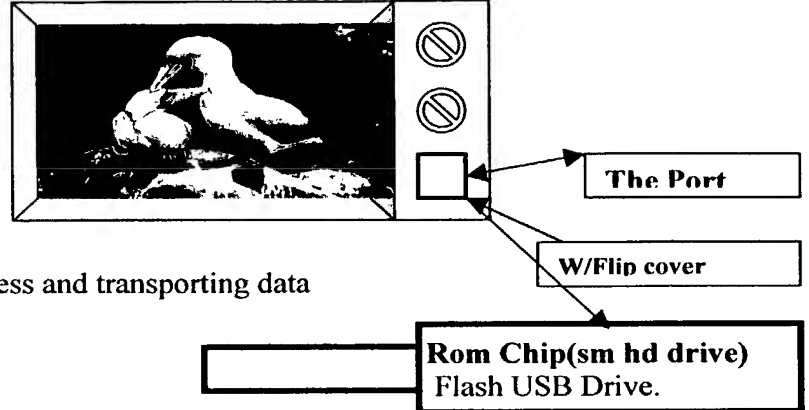 The Port
W/Flip cover
ess and transporting data
Rom Chip(sm hd drive)
Flash USB Drive.